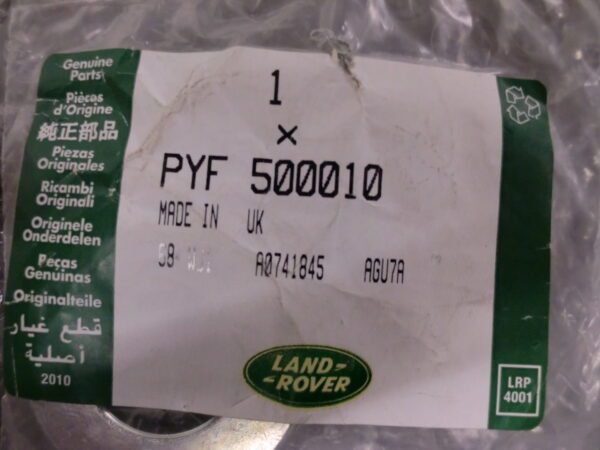 Genuine
Parts
Pièces
d'Origine
純正部品
Piezas
Originales
Ricambi
Originali
Originele
Onderdelen
Peças
Genuinas
Originalteile
قطع غيار
أصلية
2010
1
×
PYF 500010
MADE IN UK
A0741845 AGU7A
LAND-
-ROVER
LRP
4001